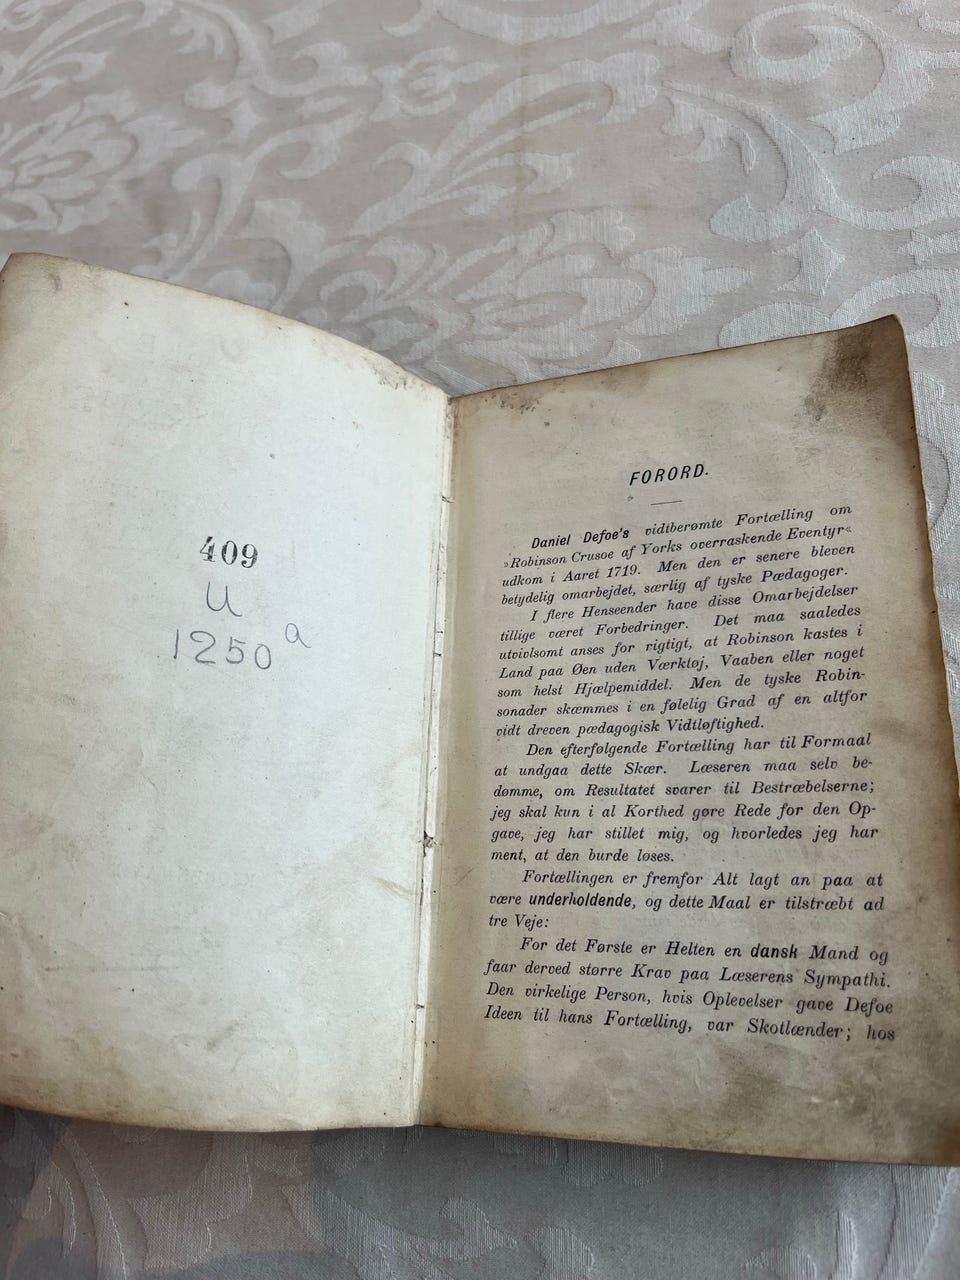 409
U
1250 a
FORORD.
Daniel Defoe's vidtberømte Fortælling om
»Robinson Crusoe af Yorks overraskende Eventyr«
udkom i Aaret 1719. Men den er senere bleven
betydelig omarbejdet, særlig af tyske Pædagoger.
I flere Henseender have disse Omarbejdelser
tillige været Forbedringer. Det maa saaledes
utvivlsomt anses for rigtigt, at Robinson kastes i
Land paa Øen uden Værktøj, Vaaben eller noget
som helst Hjælpemiddel. Men de tyske Robin-
sonader skæmmes i en følelig Grad af en altfor
vidt dreven pædagogisk Vidtløftighed.
Den efterfølgende Fortælling har til Formaal
at undgaa dette Skær. Læseren maa selv be-
dømme, om Resultatet svarer til Bestræbelserne;
jeg skal kun i al Korthed gøre Rede for den Op-
gave, jeg har stillet mig, og hvorledes jeg har
ment, at den burde løses.
Fortællingen er fremfor Alt lagt an paa at
være underholdende, og dette Maal er tilstræbt ad
tre Veje:
For det Første er Helten en dansk Mand og
faar derved større Krav paa Læserens Sympathi.
Den virkelige Person, hvis Oplevelser gave Defoe
Ideen til hans Fortælling, var Skotlænder; hos